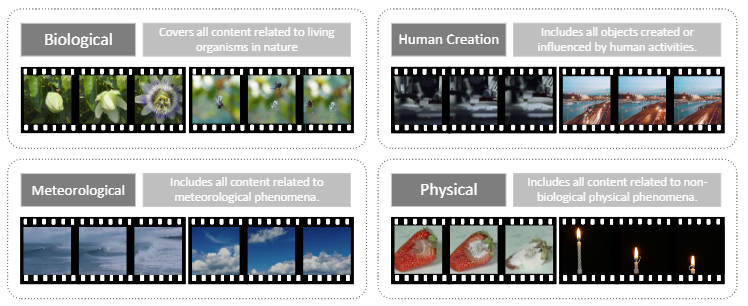 Biological
Covers all content related to living
organisms in nature
Human Creation
Includes all objects created or
influenced by human activities.
Meteorological
Includes all content related to
meteorological phenomena.
Physical
Includes all content related to non-
biological physical phenomena.